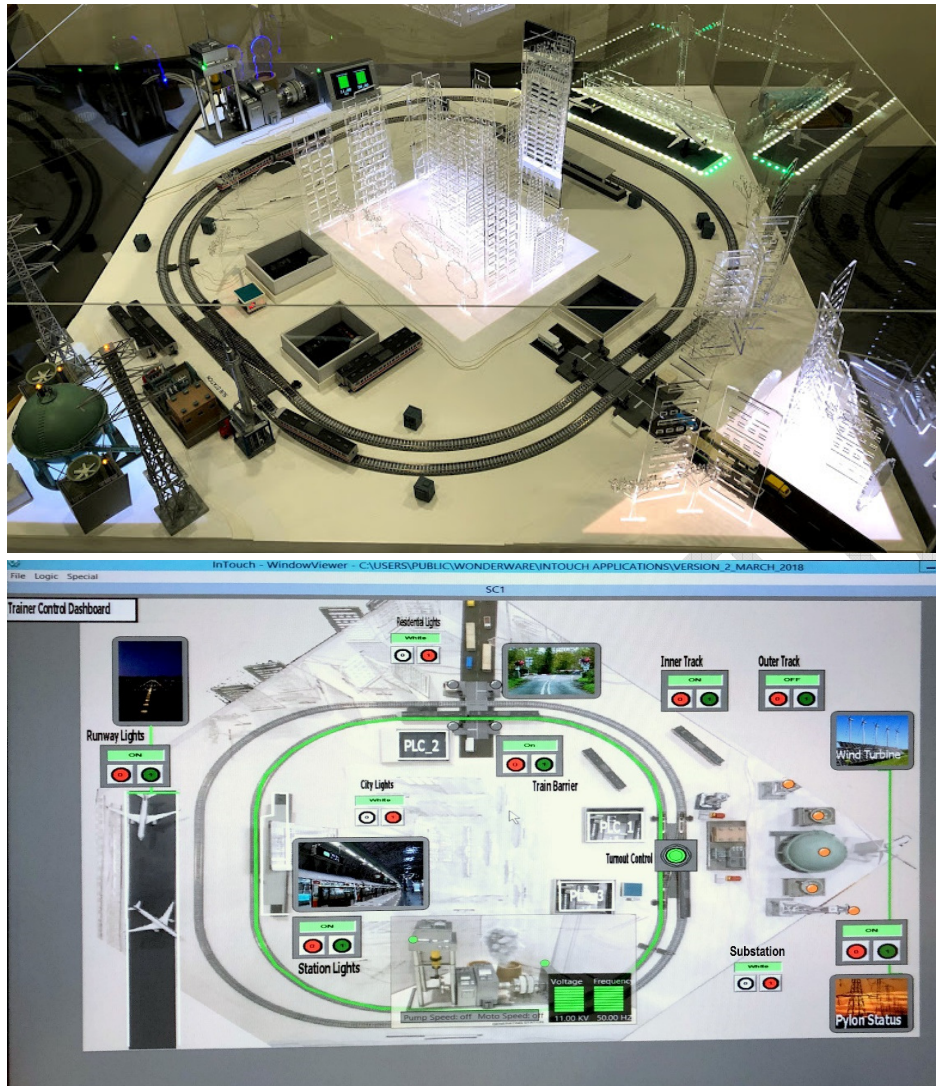 InTouch - WindowViewer - C:\USERS\PUBLIC\WONDERWARE\INTOUCH APPLICATIONS\VERSION_2_MARCH_2018
File Logic Special
SC1
Trainer Control Dashboard
Residential Lights
White
Inner Track
ON
Outer Track
OFF
Runway Lights
ON
PLC_2
On
Train Barrier
Wind Turbine
City Lights
White
PLC_1
Turnout Control
PLC_3
ON
Station Lights
ON
Substation
White
Voltage Frequency
Pump Speed: off Moto Speed: off
11.00 KV 50.00 HZ
Pylon Status